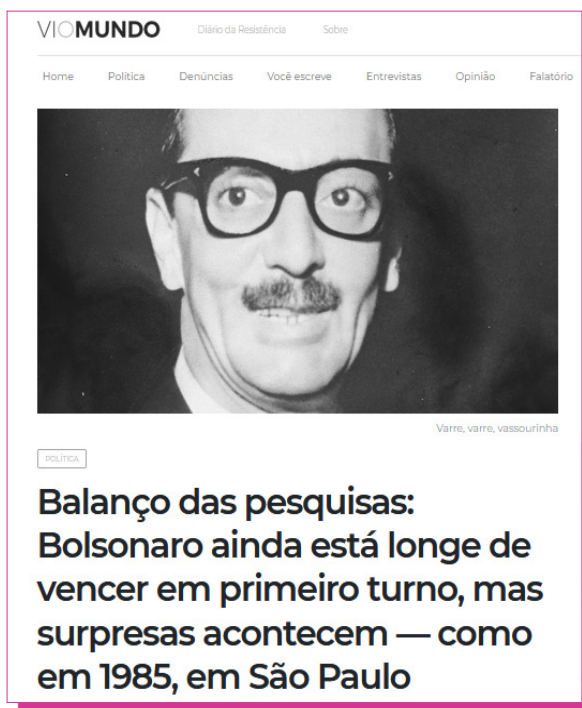 VIOMUNDO
Diário da Resistência Sobre
Home Política Denúncias Você escreve Entrevistas Opinião Falatório
Varre, varre, vassourinha
POLÍTICA
Balanço das pesquisas:
Bolsonaro ainda está longe de
vencer em primeiro turno, mas
surpresas acontecem — como
em 1985, em São Paulo